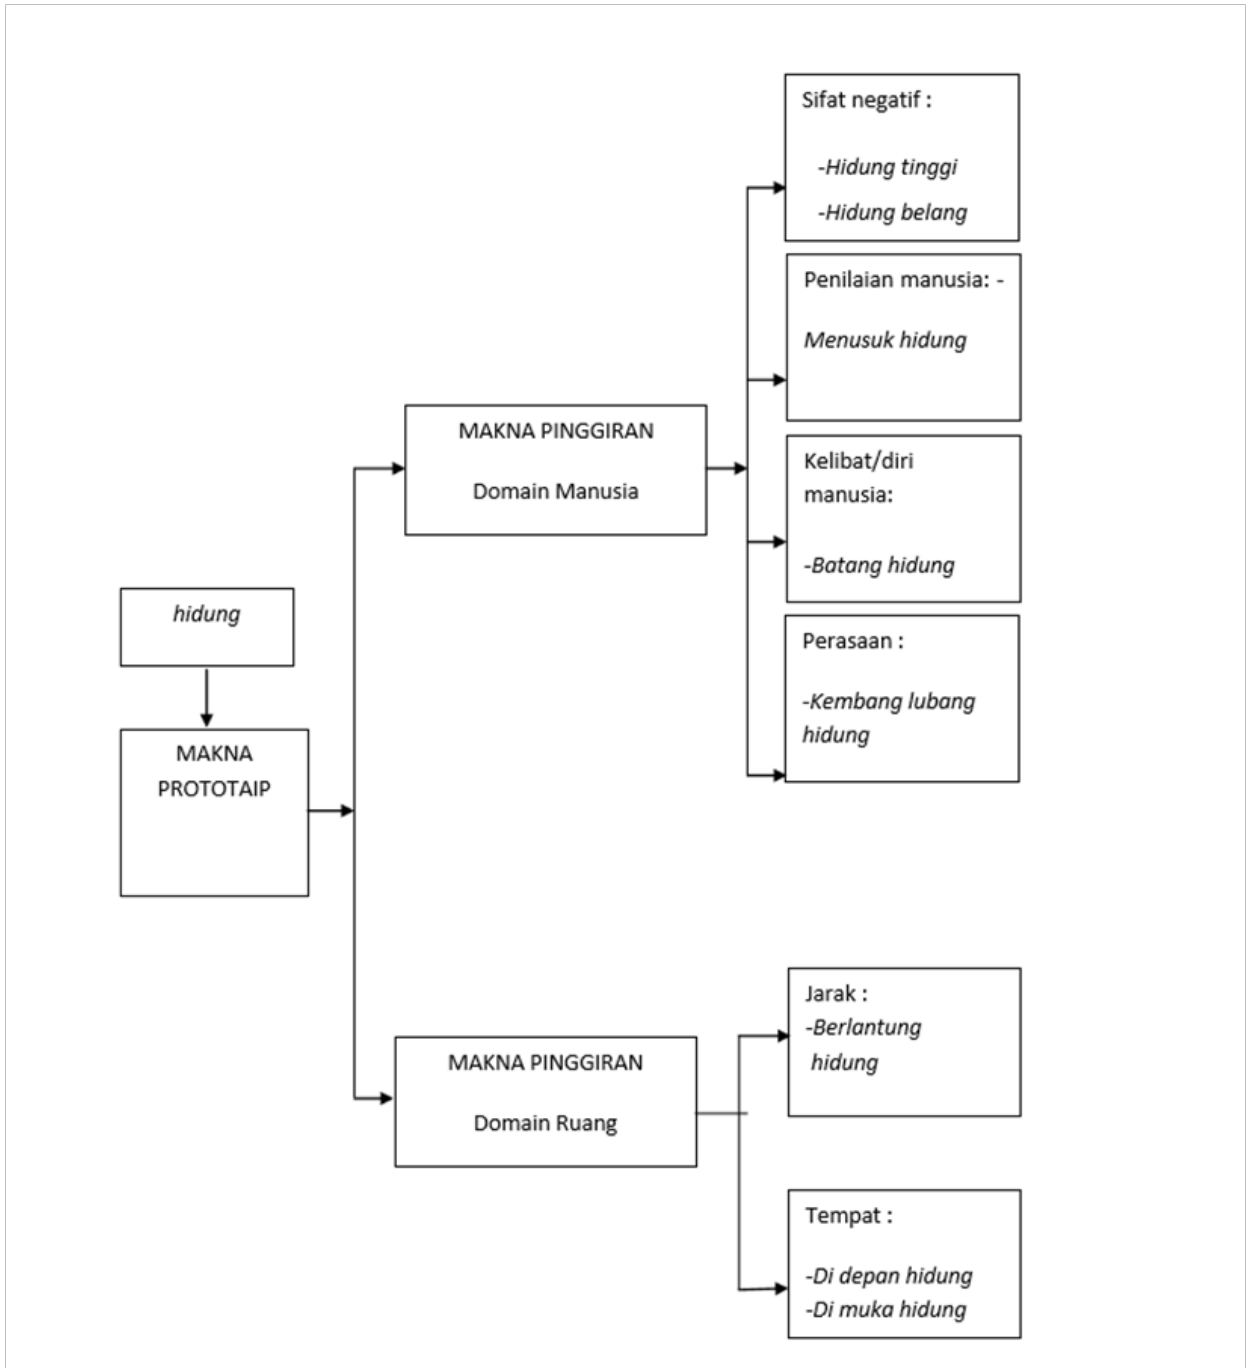 hidung
MAKNA
PROTOTAIP
MAKNA PINGGIRAN
Domain Manusia
Sifat negatif :
-Hidung tinggi
-Hidung belang
Penilaian manusia: -
Menusuk hidung
Kelibat/diri
manusia:
-Batang hidung
Perasaan :
-Kembang lubang
hidung
MAKNA PINGGIRAN
Domain Ruang
Jarak :
-Berlantung
hidung
Tempat :
-Di depan hidung
-Di muka hidung